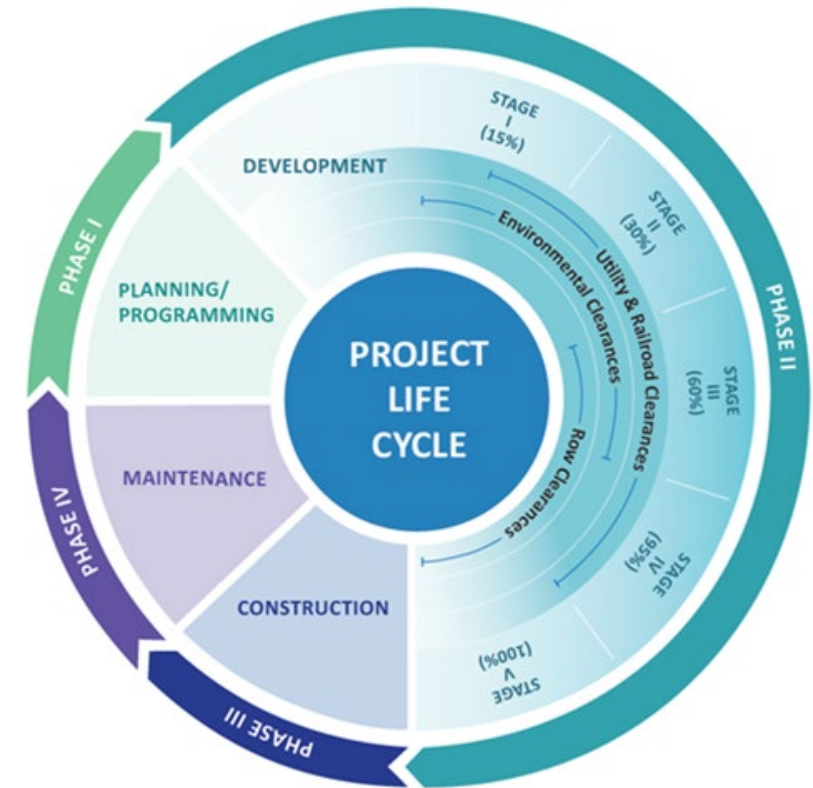 PROJECT
LIFE
CYCLE
PHASE I
PLANNING/
PROGRAMMING
PHASE II
DEVELOPMENT
STAGE
I
(15%)
STAGE
II
(30%)
STAGE
III
(60%)
STAGE
IV
(95%)
STAGE
V
(100%)
Environmental Clearances
Utility & Railroad Clearances
Row Clearances
PHASE III
CONSTRUCTION
PHASE IV
MAINTENANCE